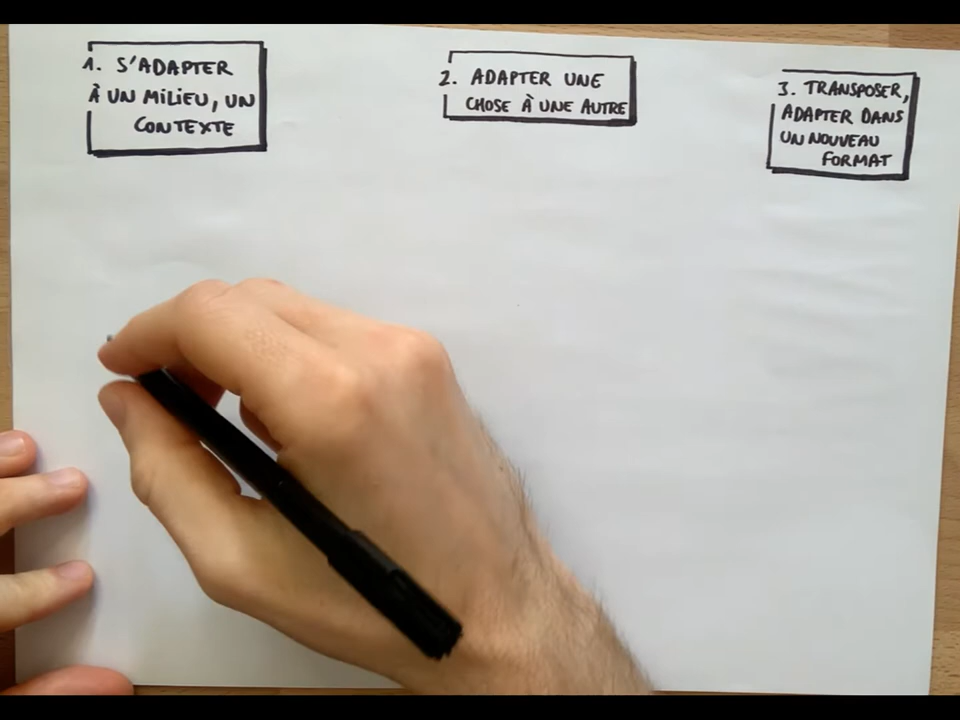 1. S'ADAPTER
À UN MILIEU, UN
CONTEXTE
2. ADAPTER UNE
CHOSE À UNE AUTRE
3. TRANSPOSER,
ADAPTER DANS
UN NOUVEAU
FORMAT